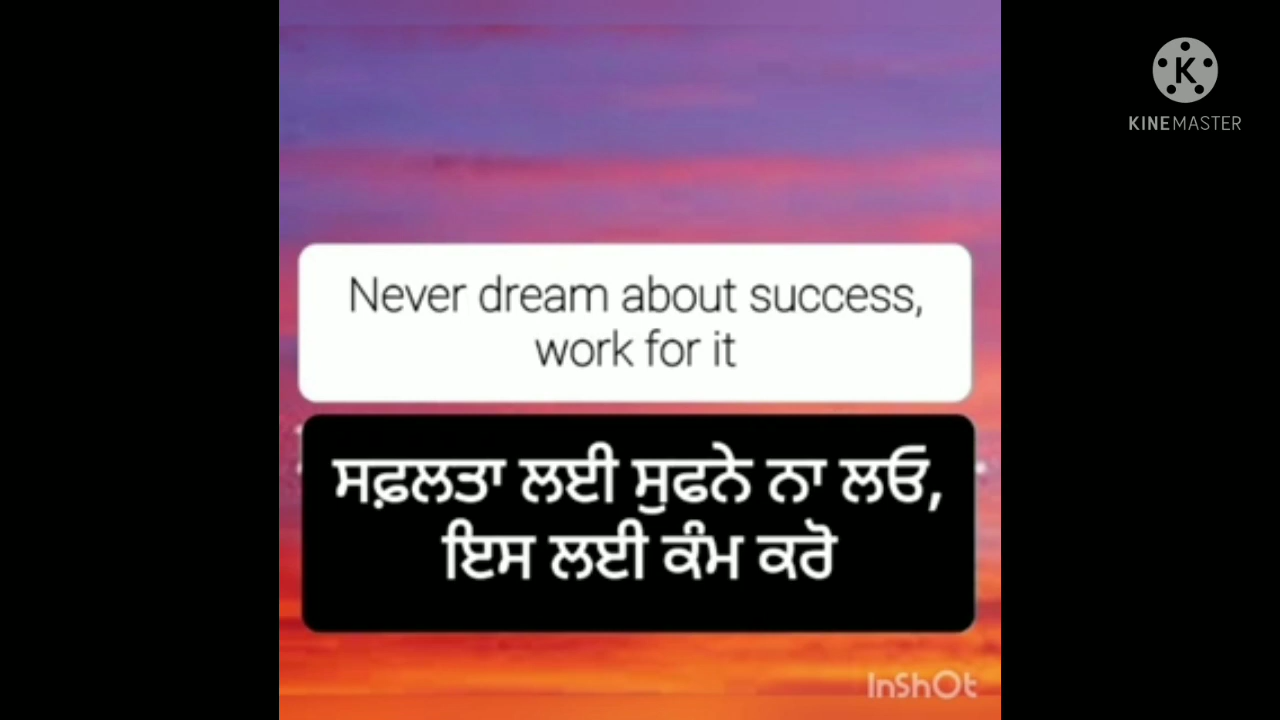 K
KINEMASTER
Never dream about success,
work for it
ਸਫ਼ਲਤਾ ਲਈ ਸੁਫਨੇ ਨਾ ਲਓ,
ਇਸ ਲਈ ਕੰਮ ਕਰੋ
InShOt